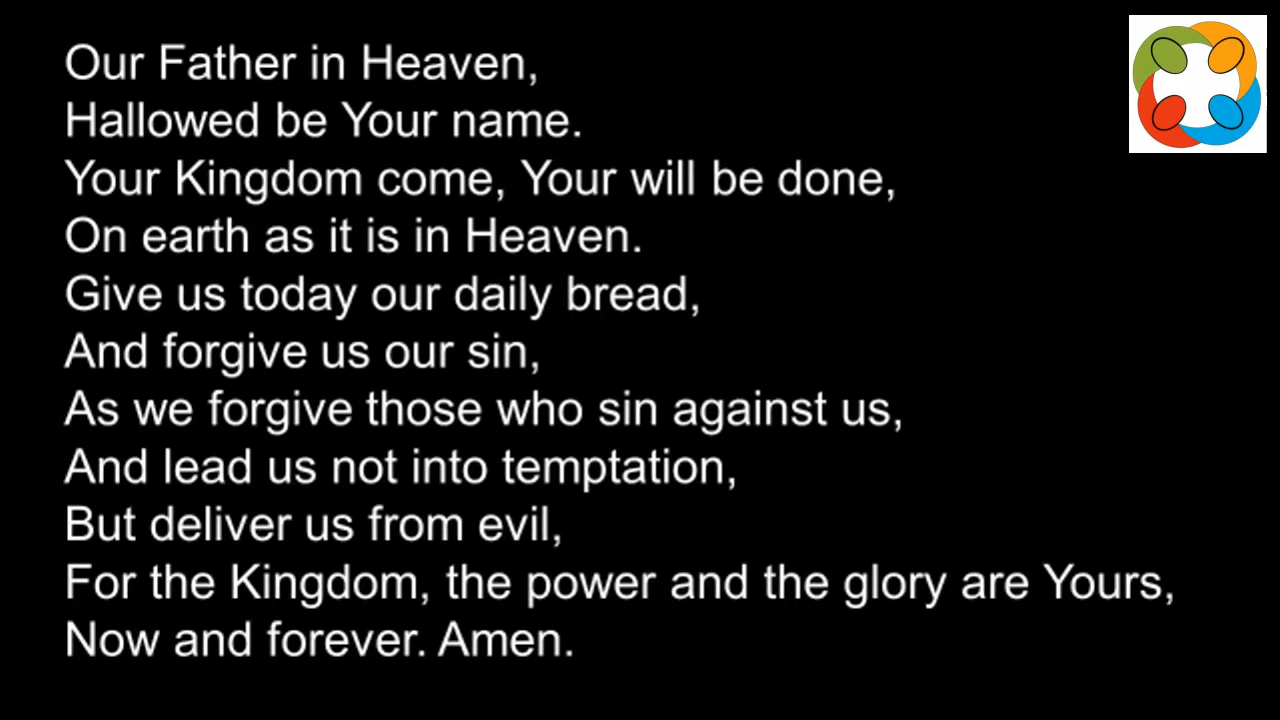 Our Father in Heaven,
Hallowed be Your name.
Your Kingdom come, Your will be done,
On earth as it is in Heaven.
Give us today our daily bread,
And forgive us our sin,
As we forgive those who sin against us,
And lead us not into temptation,
But deliver us from evil,
For the Kingdom, the power and the glory are Yours,
Now and forever. Amen.